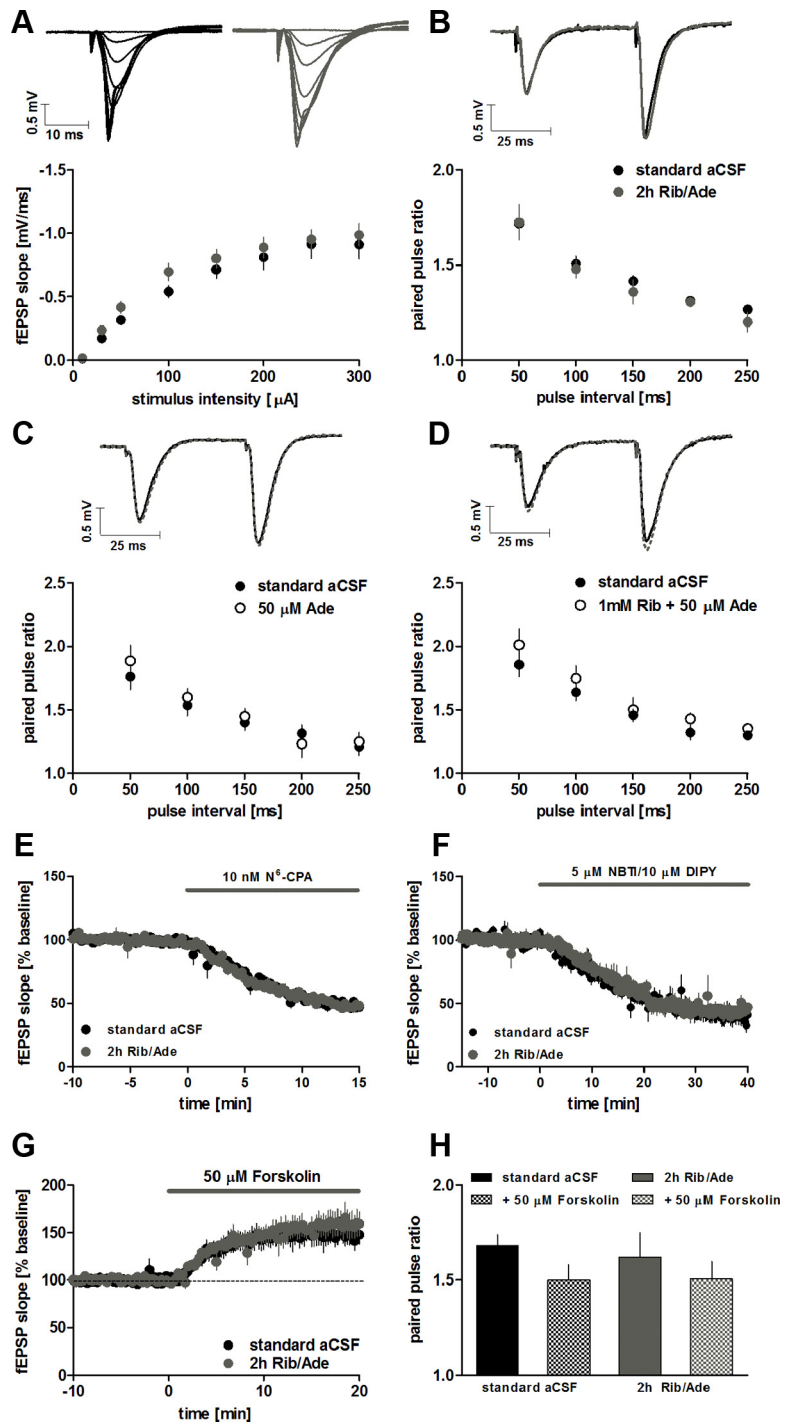 A
0.5 mV
10 ms
fEPSP slope [mV/ms]
-1.5
-1.0
-0.5
0.0
0
100
200
300
stimulus intensity [ µA]
B
0.5 mV
25 ms
standard aCSF
2h Rib/Ade
paired pulse ratio
2.0
1.5
1.0
0
50
100
150
200
250
pulse interval [ms]
C
0.5 mV
25 ms
standard aCSF
50 µM Ade
paired pulse ratio
2.5
2.0
1.5
1.0
0
50
100
150
200
250
pulse interval [ms]
D
0.5 mV
25 ms
standard aCSF
1mM Rib + 50 µM Ade
paired pulse ratio
2.5
2.0
1.5
1.0
0
50
100
150
200
250
pulse interval [ms]
E
10 nM N⁶-CPA
fEPSP slope [% baseline]
150
100
50
0
standard aCSF
2h Rib/Ade
-10
-5
0
5
10
15
time [min]
F
5 µM NBTI/10 µM DIPY
fEPSP slope [% baseline]
150
100
50
0
standard aCSF
2h Rib/Ade
-10
0
10
20
30
40
time [min]
G
50 µM Forskolin
fEPSP slope [% baseline]
200
150
100
50
0
standard aCSF
2h Rib/Ade
-10
0
10
20
time [min]
H
standard aCSF
2h Rib/Ade
+ 50 µM Forskolin
+ 50 µM Forskolin
paired pulse ratio
2.0
1.5
1.0
standard aCSF
2h Rib/Ade